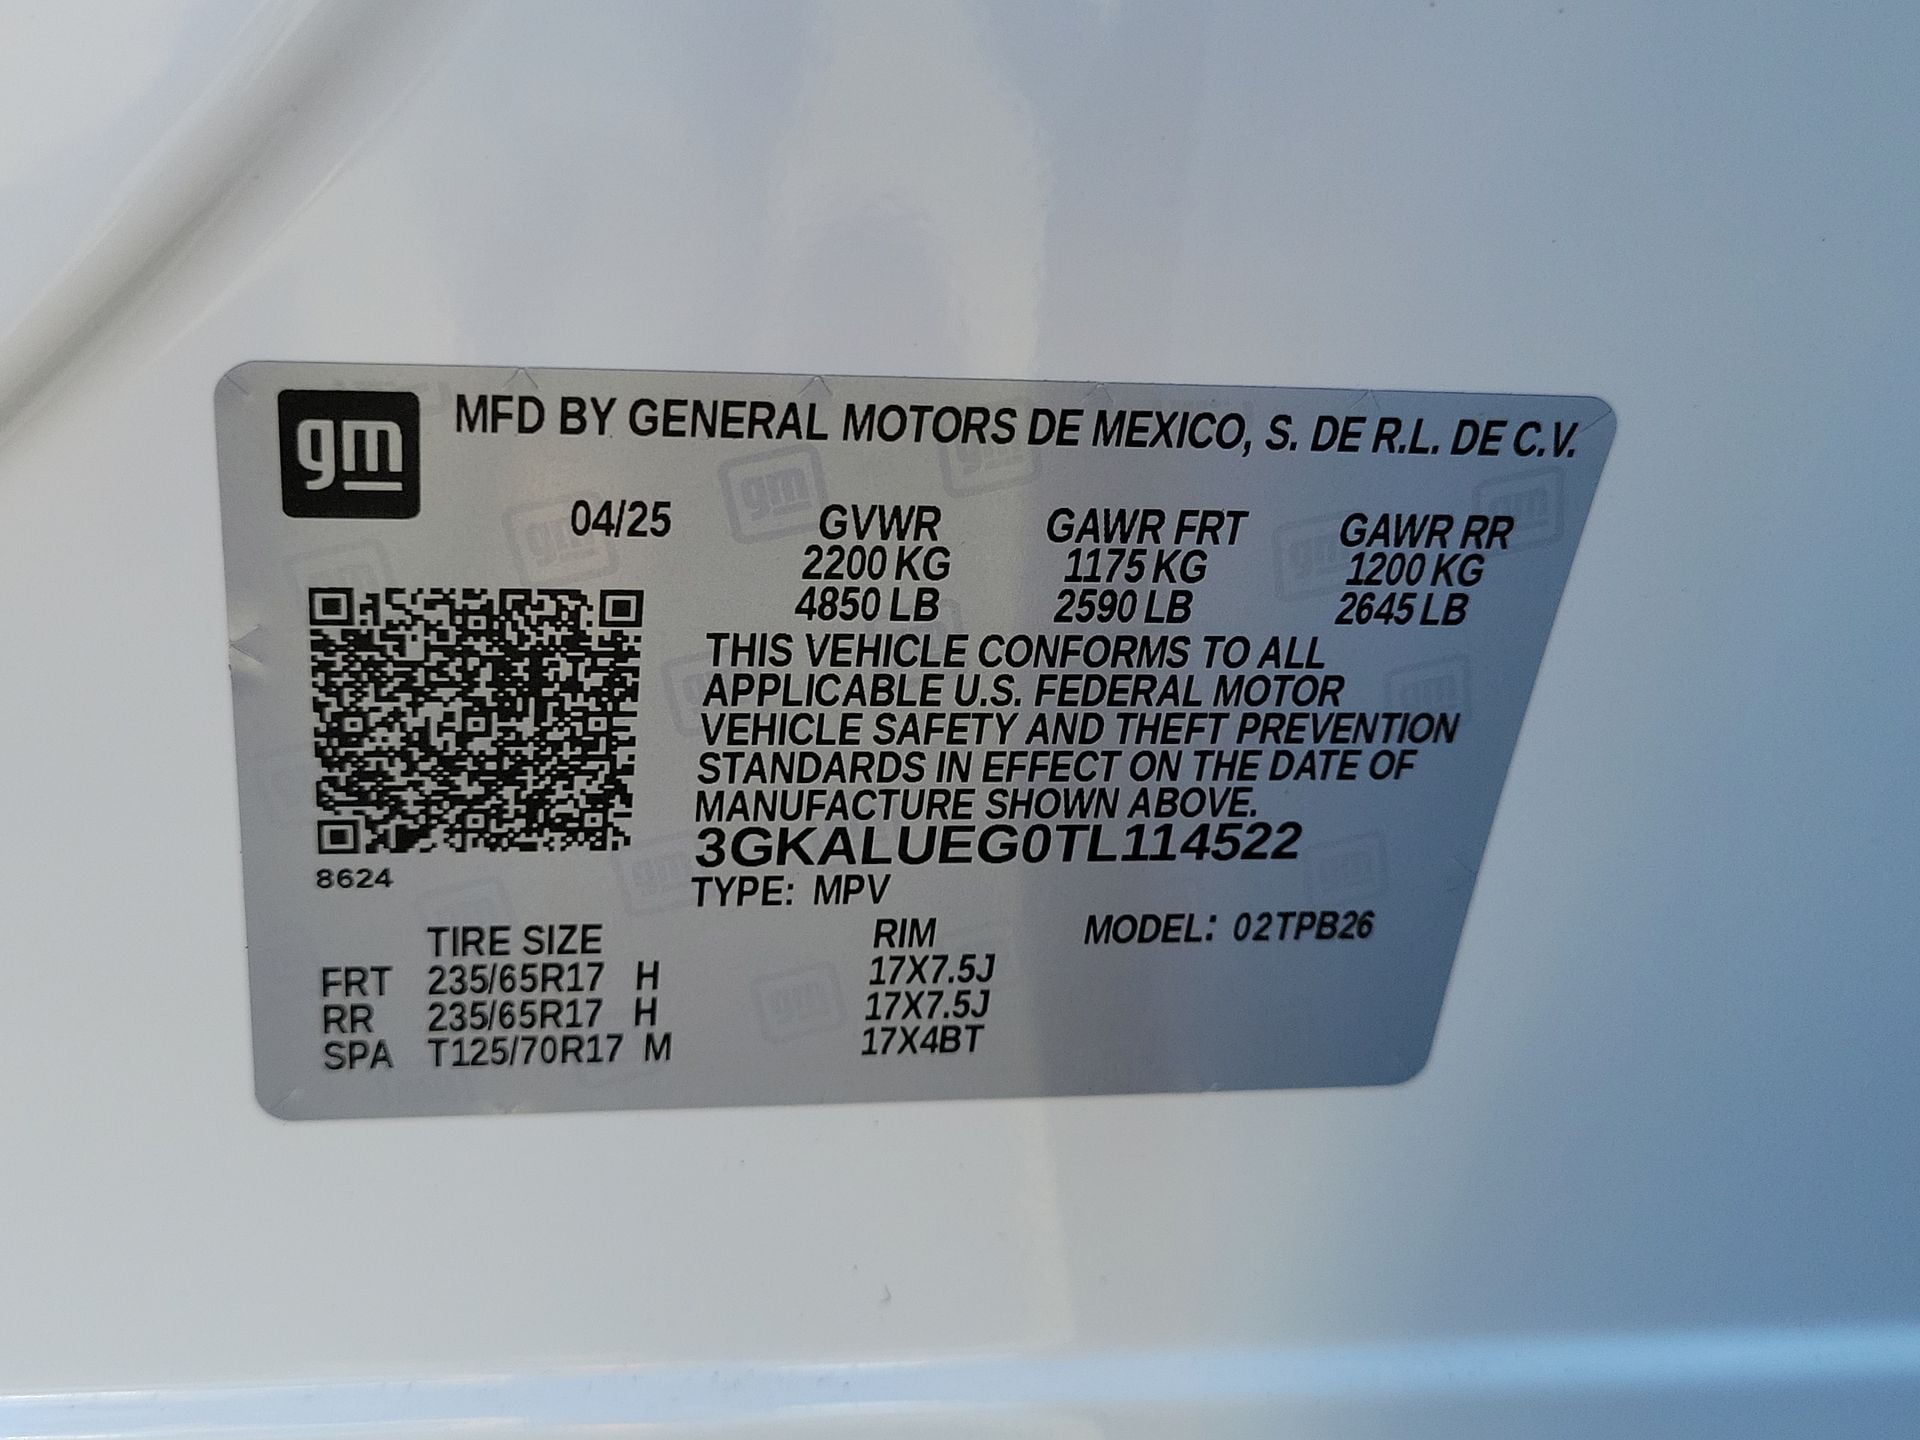 gm MFD BY GENERAL MOTORS DE MEXICO, S. DE R.L. DE C.V.
04/25 GVWR GAWR FRT GAWR RR
2200 KG 1175 KG 1200 KG
4850 LB 2590 LB 2645 LB
THIS VEHICLE CONFORMS TO ALL
APPLICABLE U.S. FEDERAL MOTOR
VEHICLE SAFETY AND THEFT PREVENTION
STANDARDS IN EFFECT ON THE DATE OF
MANUFACTURE SHOWN ABOVE.
3GKALUEG0TL114522
8624
TYPE: MPV
TIRE SIZE RIM MODEL: 02TPB26
FRT 235/65R17 H 17X7.5J
RR 235/65R17 H 17X7.5J
SPA T125/70R17 M 17X4BT